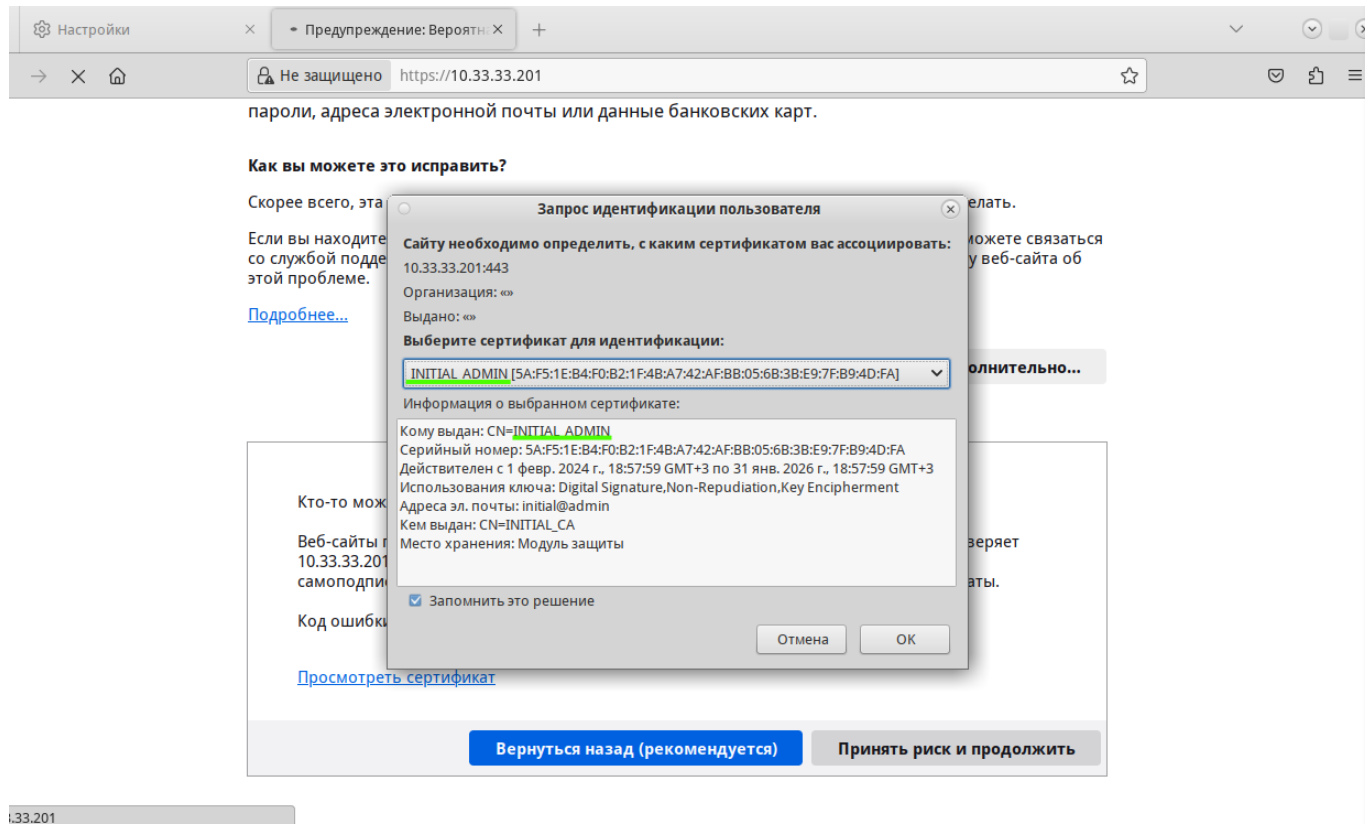 Настройки
Предупреждение: Вероятн
Не защищено https://10.33.33.201
пароли, адреса электронной почты или данные банковских карт.
Как вы можете это исправить?
Скорее всего, эта
елать.
Если вы находите
можете связаться
со службой подде
у веб-сайта об
этой проблеме.
Подробнее...
олнительно...
Запрос идентификации пользователя
Сайту необходимо определить, с каким сертификатом вас ассоциировать:
10.33.33.201:443
Организация: «»
Выдано: «»
Выберите сертификат для идентификации:
INITIAL_ADMIN [5A:F5:1E:B4:F0:B2:1F:4B:A7:42:AF:BB:05:6B:3B:E9:7F:B9:4D:FA]
Информация о выбранном сертификате:
Кому выдан: CN=INITIAL_ADMIN
Серийный номер: 5A:F5:1E:B4:F0:B2:1F:4B:A7:42:AF:BB:05:6B:3B:E9:7F:B9:4D:FA
Действителен с 1 февр. 2024 г., 18:57:59 GMT+3 по 31 янв. 2026 г., 18:57:59 GMT+3
Использования ключа: Digital Signature,Non-Repudiation,Key Encipherment
Адреса эл. почты: initial@admin
Кем выдан: CN=INITIAL_CA
Место хранения: Модуль защиты
Запомнить это решение
Отмена
OK
Кто-то мож
Веб-сайты п
веряет
10.33.33.201
самоподпи
аты.
Код ошибки
Просмотреть сертификат
Вернуться назад (рекомендуется)
Принять риск и продолжить
.33.201